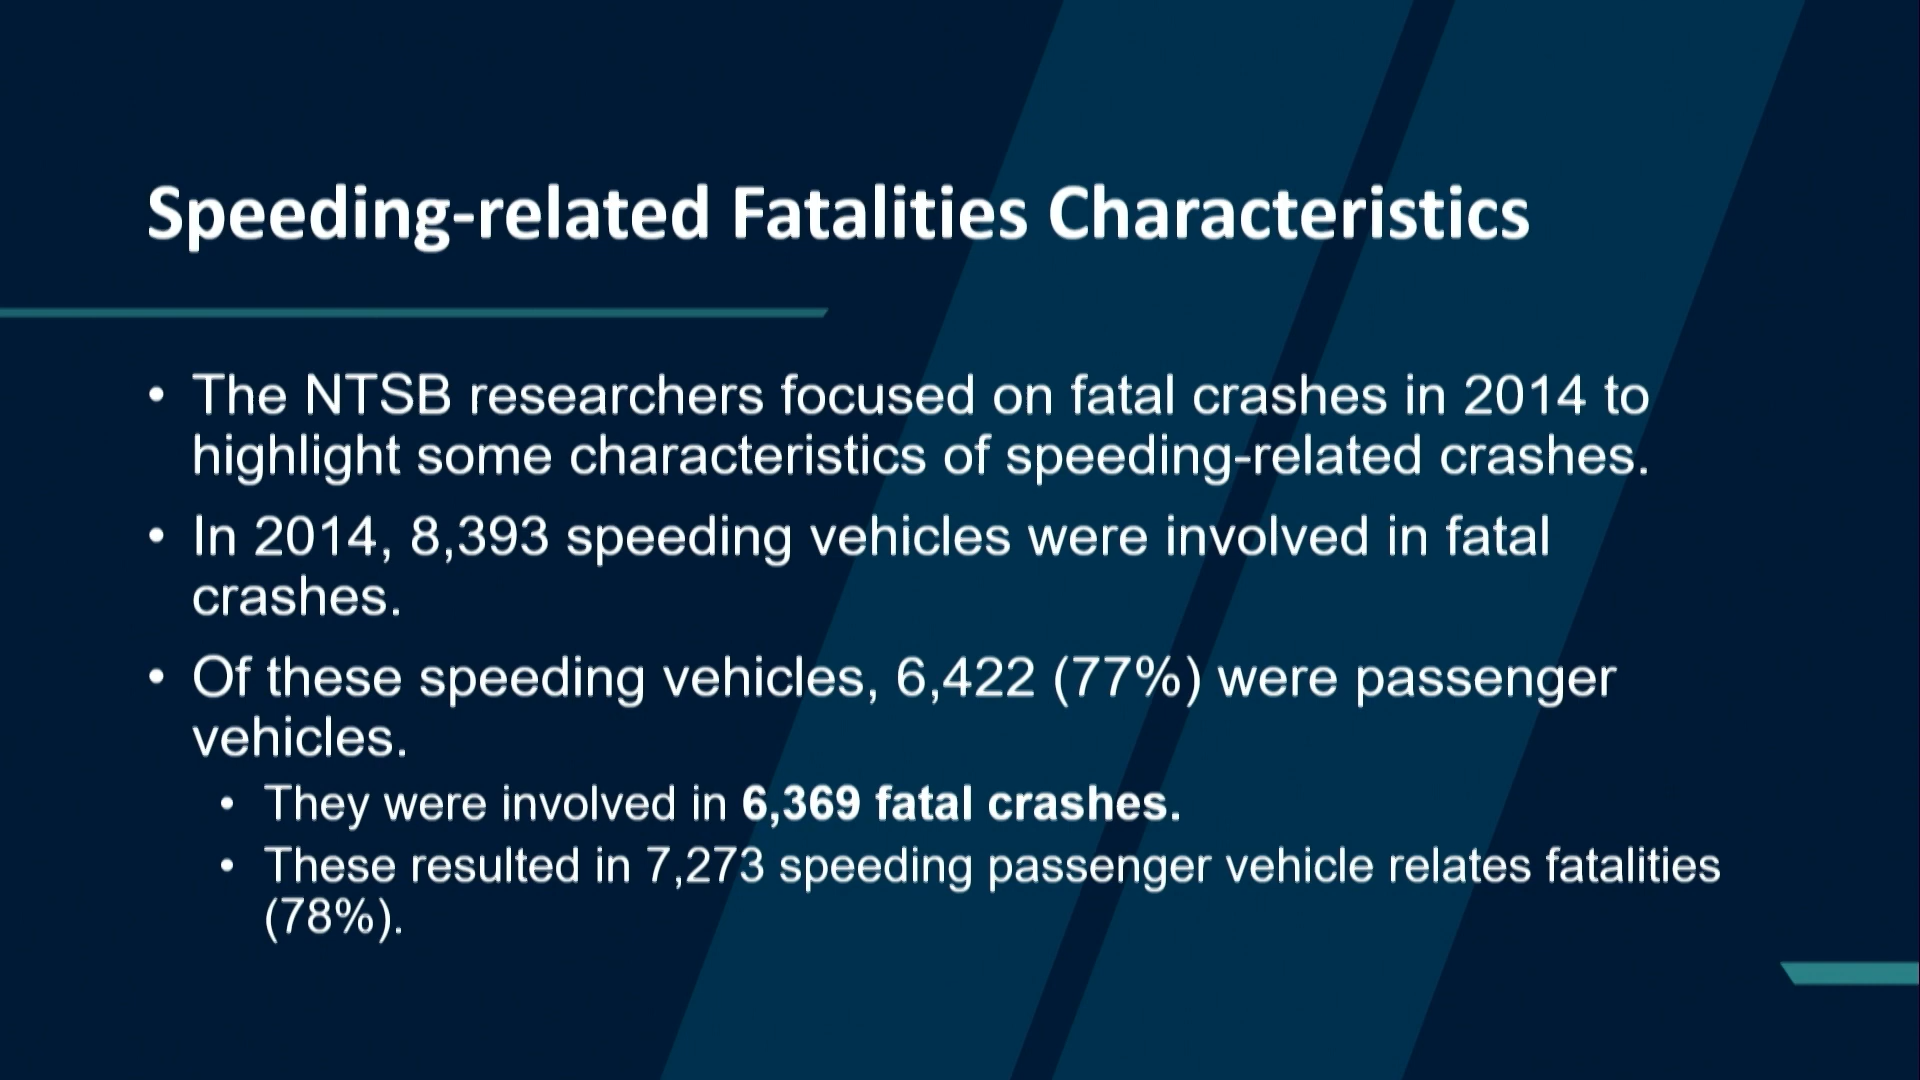 Speeding-related Fatalities Characteristics
• The NTSB researchers focused on fatal crashes in 2014 to
highlight some characteristics of speeding-related crashes.
• In 2014, 8,393 speeding vehicles were involved in fatal
crashes.
• Of these speeding vehicles, 6,422 (77%) were passenger
vehicles.
• They were involved in 6,369 fatal crashes.
• These resulted in 7,273 speeding passenger vehicle relates fatalities
(78%).